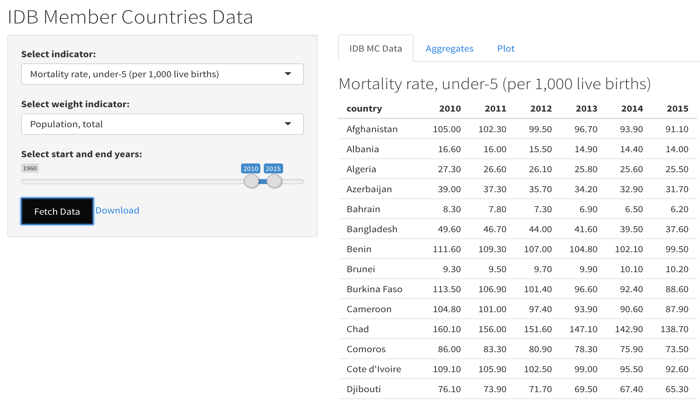 IDB Member Countries Data
Select indicator:
Mortality rate, under-5 (per 1,000 live births)
Select weight indicator:
Population, total
Select start and end years:
1960
2010 2015
Fetch Data Download
IDB MC Data Aggregates Plot
Mortality rate, under-5 (per 1,000 live births)
country 2010 2011 2012 2013 2014 2015
Afghanistan 105.00 102.30 99.50 96.70 93.90 91.10
Albania 16.60 16.00 15.50 14.90 14.40 14.00
Algeria 27.30 26.60 26.10 25.80 25.60 25.50
Azerbaijan 39.00 37.30 35.70 34.20 32.90 31.70
Bahrain 8.30 7.80 7.30 6.90 6.50 6.20
Bangladesh 49.60 46.70 44.00 41.60 39.50 37.60
Benin 111.60 109.30 107.00 104.80 102.10 99.50
Brunei 9.30 9.50 9.70 9.90 10.10 10.20
Burkina Faso 113.50 106.90 101.40 96.60 92.40 88.60
Cameroon 104.80 101.00 97.40 93.90 90.60 87.90
Chad 160.10 156.00 151.60 147.10 142.90 138.70
Comoros 86.00 83.30 80.90 78.30 75.90 73.50
Cote d'Ivoire 109.10 105.90 102.50 99.00 95.50 92.60
Djibouti 76.10 73.90 71.70 69.50 67.40 65.30